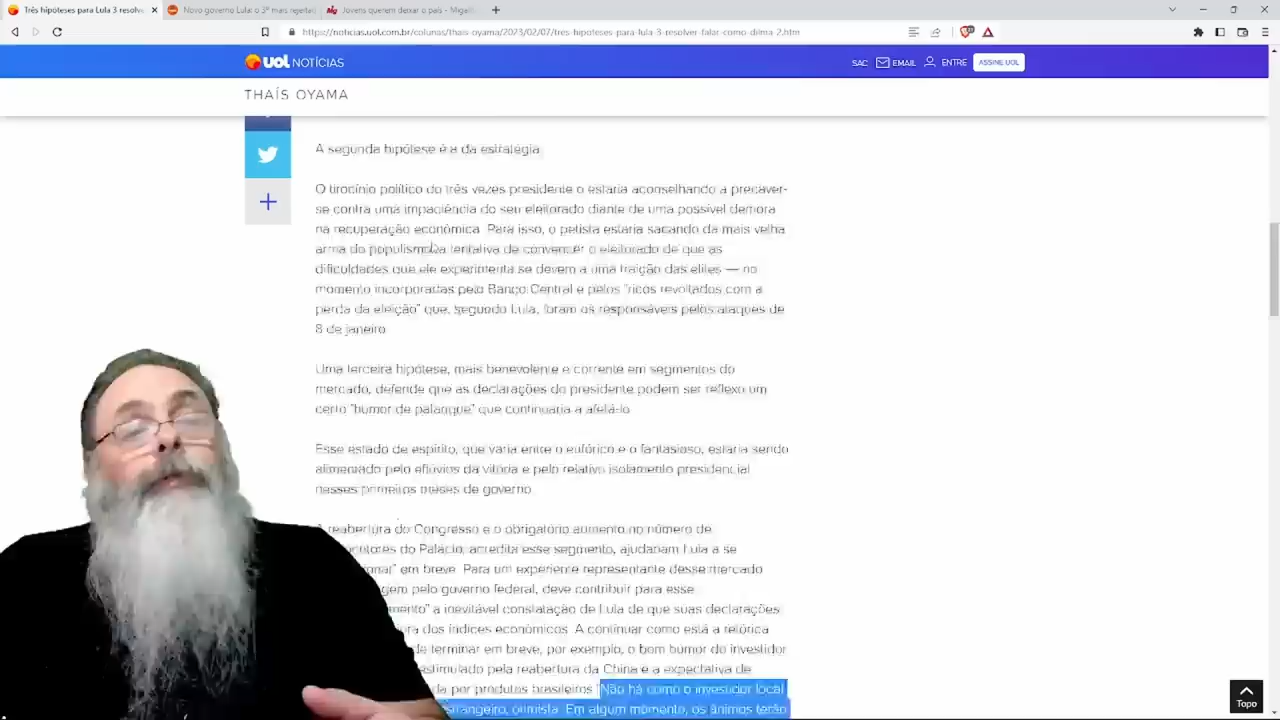 Três hipóteses para Lula 3 resolve
Novo governo Lula: o 3º mais rejeitad
Jovens querem deixar o país - Migalh
https://noticias.uol.com.br/colunas/thais-oyama/2023/02/07/tres-hipoteses-para-lula-3-resolver-falar-como-dilma-2.htm
UOL NOTÍCIAS
SAC EMAIL ENTRE ASSINE UOL
THAÍS OYAMA
A segunda hipótese é a da estratégia.
O tirocínio político do três vezes presidente o estaria aconselhando a precaver-
se contra uma impaciência do seu eleitorado diante de uma possível demora
na recuperação econômica. Para isso, o petista estaria sacando da mais velha
arma do populismo: a tentativa de convencer o eleitorado de que as
dificuldades que ele experimenta se devem a uma traição das elites — no
momento incorporadas pelo Banco Central e pelos "ricos revoltados com a
perda da eleição" que, segundo Lula, foram os responsáveis pelos ataques de
8 de janeiro.
Uma terceira hipótese, mais benevolente e corrente em segmentos do
mercado, defende que as declarações do presidente podem ser reflexo um
certo "humor de palanque" que continuaria a afetá-lo.
Esse estado de espírito, que varia entre o eufórico e o fantasioso, estaria sendo
alimentado pelo eflúvios da vitória e pelo relativo isolamento presidencial
nesses primeiros meses de governo.
A reabertura do Congresso e o obrigatório aumento no número de
do Palácio, acredita esse segmento, ajudariam Lula a se
em breve. Para um experiente representante desse mercado
pelo governo federal, deve contribuir para esse
a inevitável constatação de Lula de que suas declarações
dos índices econômicos. A continuar como está a retórica
de terminar em breve, por exemplo, o bom humor do investidor
estimulado pela reabertura da China e a expectativa de
por produtos brasileiros. "Não há como o investidor local
otimista. Em algum momento, os ânimos terão
Topo